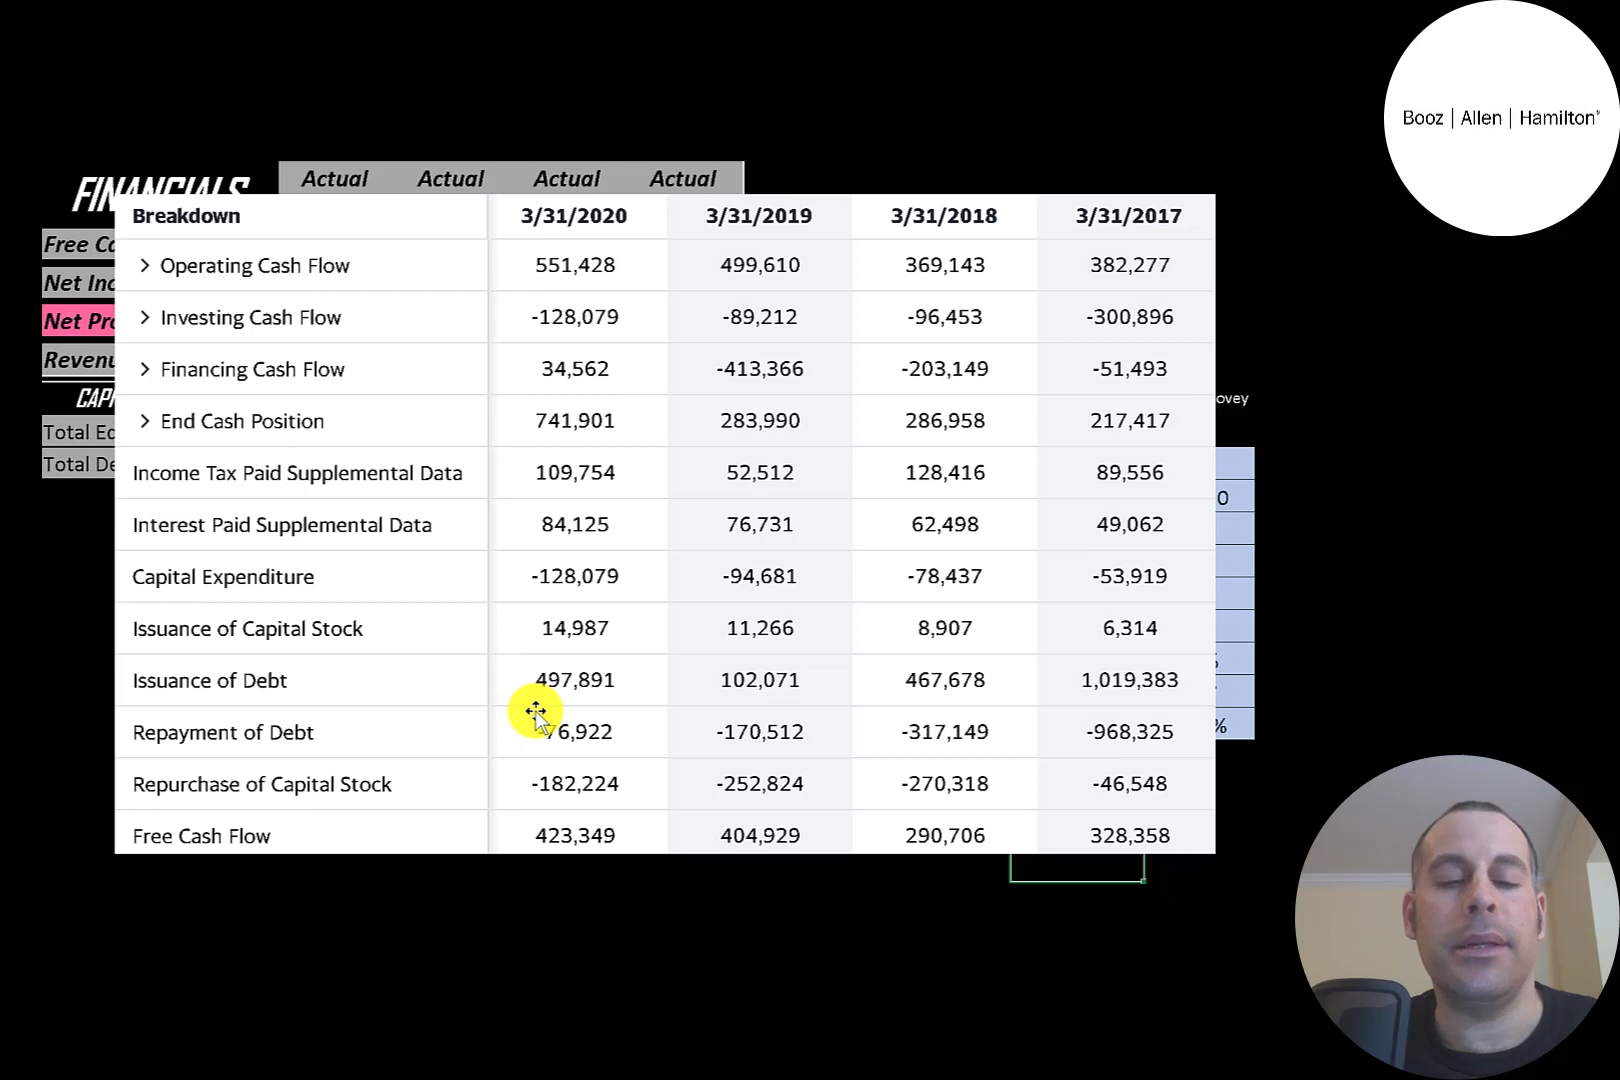 Booz | Allen | Hamilton®
FINANCIALS Actual Actual Actual Actual
Breakdown 3/31/2020 3/31/2019 3/31/2018 3/31/2017
Free
Operating Cash Flow 551,428 499,610 369,143 382,277
Net
Investing Cash Flow -128,079 -89,212 -96,453 -300,896
Net
Financing Cash Flow 34,562 -413,366 -203,149 -51,493
End Cash Position 741,901 283,990 286,958 217,417
Total
Income Tax Paid Supplemental Data 109,754 52,512 128,416 89,556
Total
Interest Paid Supplemental Data 84,125 76,731 62,498 49,062
Capital Expenditure -128,079 -94,681 -78,437 -53,919
Issuance of Capital Stock 14,987 11,266 8,907 6,314
Issuance of Debt 497,891 102,071 467,678 1,019,383
Repayment of Debt -76,922 -170,512 -317,149 -968,325
%
Repurchase of Capital Stock -182,224 -252,824 -270,318 -46,548
Free Cash Flow 423,349 404,929 290,706 328,358